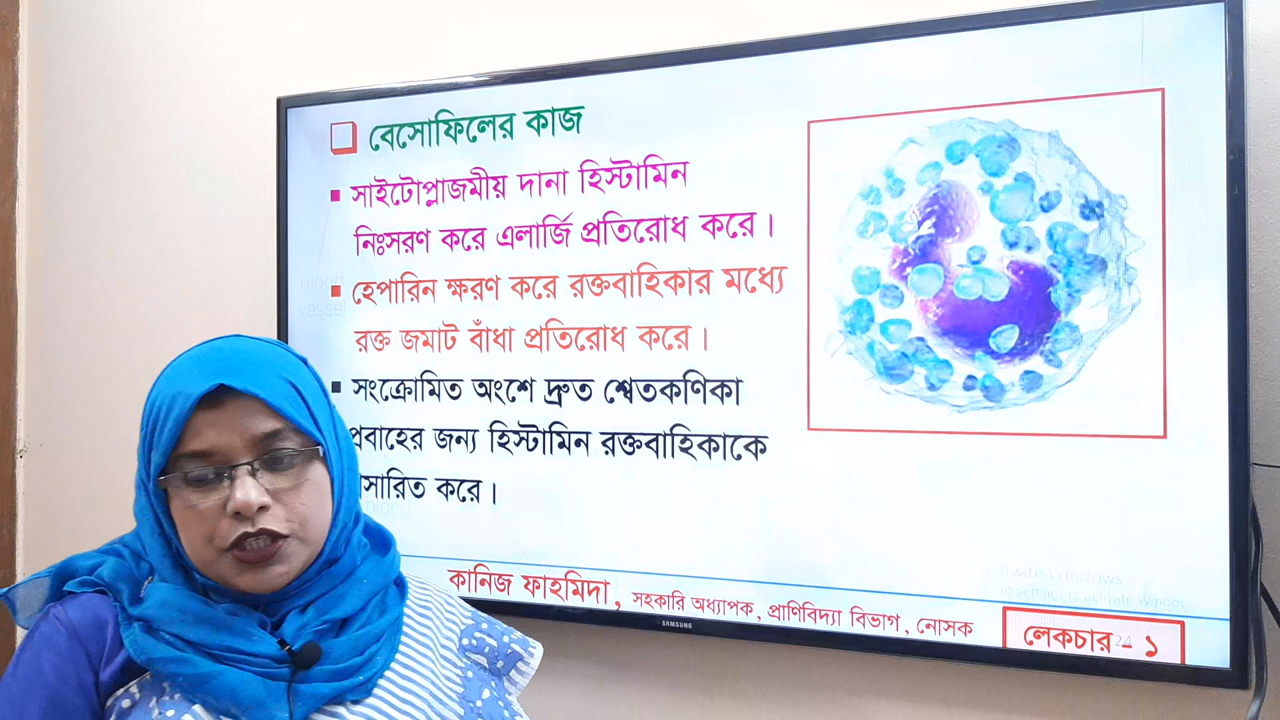 বেসোফিলের কাজ
সাইটোপ্লাজমীয় দানা হিস্টামিন
নিঃসরণ করে এলার্জি প্রতিরোধ করে।
হেপারিন ক্ষরণ করে রক্তবাহিকার মধ্যে
রক্ত জমাট বাঁধা প্রতিরোধ করে।
সংক্রোমিত অংশে দ্রুত শ্বেতকণিকা
প্রবাহের জন্য হিস্টামিন রক্তবাহিকাকে
সারিত করে।
কানিজ ফাহমিদা, সহকারি অধ্যাপক, প্রাণিবিদ্যা বিভাগ, নোসক
লেকচার - ১
SAMSUNG